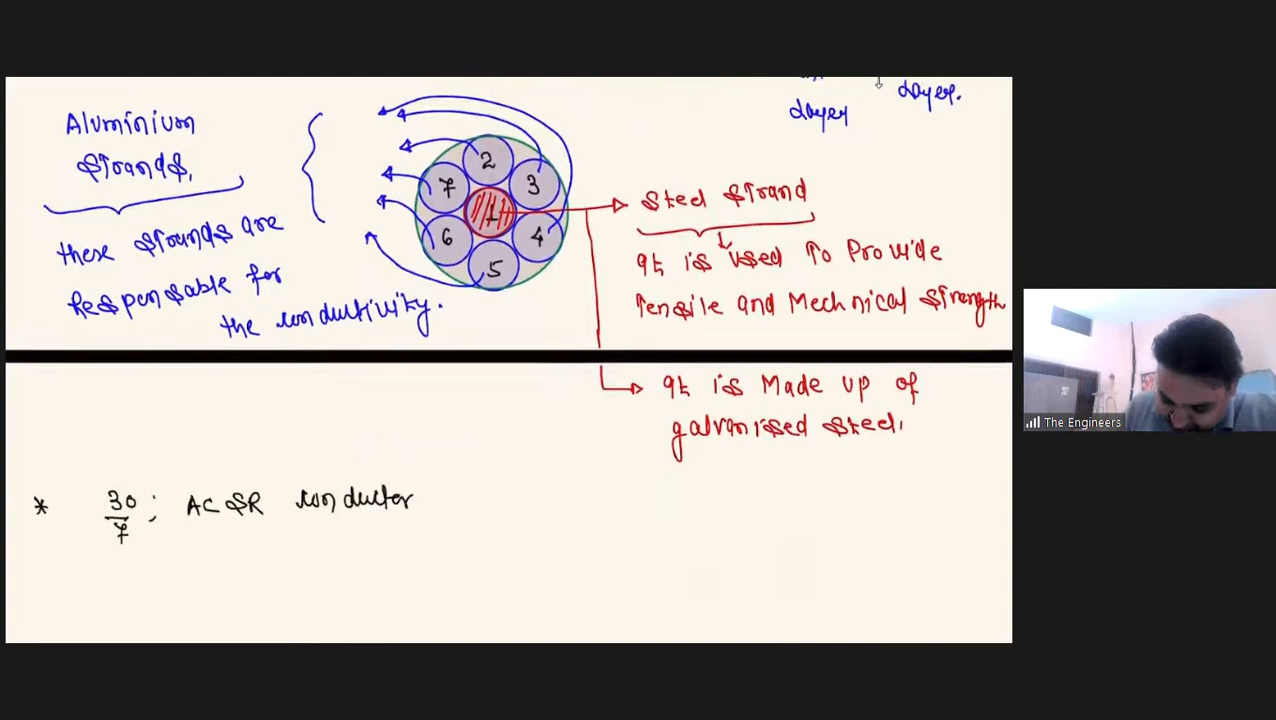 Layer
Layer.
Aluminium
strands,
these strands are
Responsable for
the conductivity.
2
7
3
1
6
4
5
Steel strand
It is used To Provide
Tensile and Mechnical strength
It is Made up of
galvanised steel,
* 30/7 : ACSR conductor
The Engineers